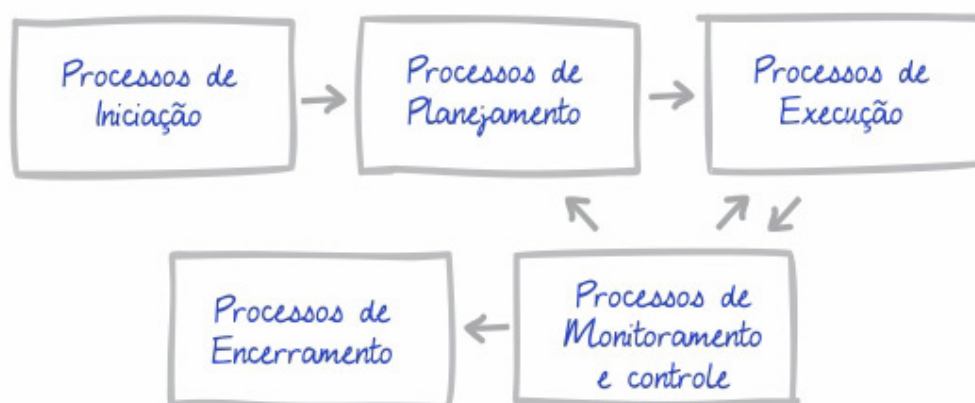 Processos de
Iniciação
Processos de
Planejamento
Processos de
Execução
Processos de
Encerramento
Processos de
Monitoramento
e controle